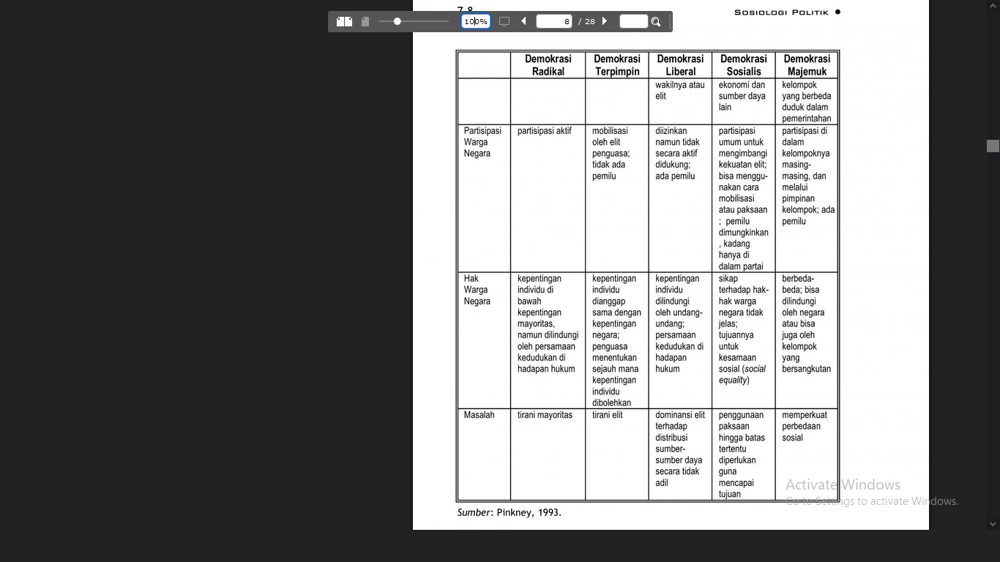 7.8
SOSIOLOGI POLITIK ●
100%
8 / 28
Demokrasi
Radikal
Demokrasi
Terpimpin
Demokrasi
Liberal
Demokrasi
Sosialis
Demokrasi
Majemuk
wakilnya atau
elit
ekonomi dan
sumber daya
lain
kelompok
yang berbeda
duduk dalam
pemerintahan
Partisipasi
Warga
Negara
partisipasi aktif
mobilisasi
oleh elit
penguasa;
tidak ada
pemilu
diizinkan
namun tidak
secara aktif
didukung;
ada pemilu
partisipasi
umum untuk
mengimbangi
kekuatan elit;
bisa menggu-
nakan cara
mobilisasi
atau paksaan
; pemilu
dimungkinkan
, kadang
hanya di
dalam partai
partisipasi di
dalam
kelompoknya
masing-
masing, dan
melalui
pimpinan
kelompok; ada
pemilu
Hak
Warga
Negara
kepentingan
individu di
bawah
kepentingan
mayoritas,
namun dilindungi
oleh persamaan
kedudukan di
hadapan hukum
kepentingan
individu
dianggap
sama dengan
kepentingan
negara;
penguasa
menentukan
sejauh mana
kepentingan
individu
dibolehkan
kepentingan
individu
dilindungi
oleh undang-
undang;
persamaan
kedudukan di
hadapan
hukum
sikap
terhadap hak-
hak warga
negara tidak
jelas;
tujuannya
untuk
kesamaan
sosial (social
equality)
berbeda-
beda; bisa
dilindungi
oleh negara
atau bisa
juga oleh
kelompok
yang
bersangkutan
Masalah
tirani mayoritas
tirani elit
dominansi elit
terhadap
distribusi
sumber-
sumber daya
secara tidak
adil
penggunaan
paksaan
hingga batas
tertentu
diperlukan
guna
mencapai
tujuan
memperkuat
perbedaan
sosial
Sumber: Pinkney, 1993.
Activate Windows
Go to Settings to activate Windows.